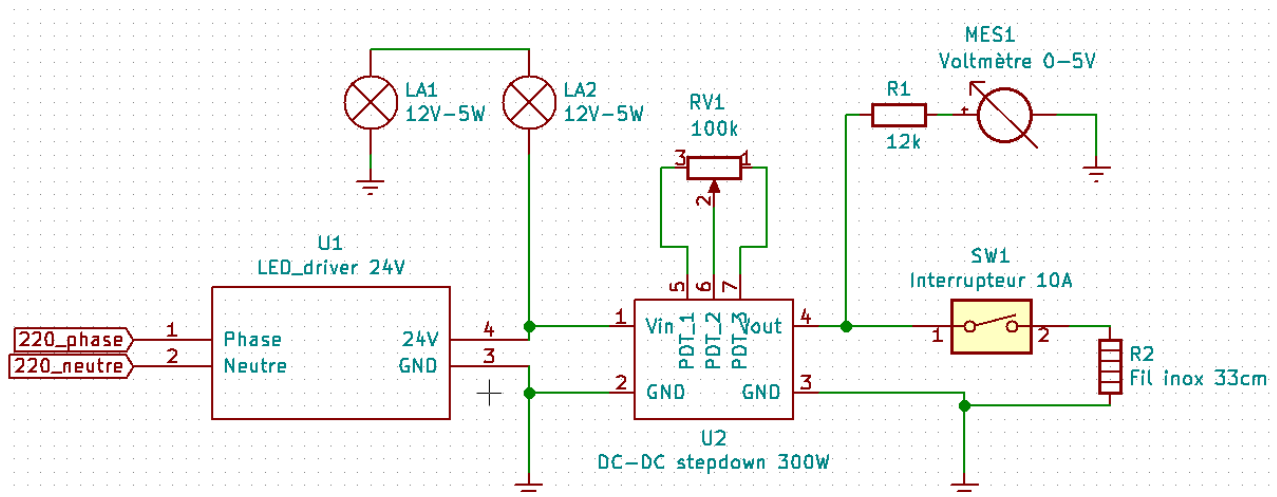 MES1
Voltmètre 0-5V
LA1
12V-5W
LA2
12V-5W
RV1
100k
R1
12k
3
1
2
U1
LED_driver 24V
SW1
Interrupteur 10A
5
6
7
220_phase
1
Phase
24V
4
220_neutre
2
Neutre
GND
3
1
Vin
PDT_1
PDT_2
PDT_3
Vout
4
1
2
R2
Fil inox 33cm
2
GND
GND
3
U2
DC-DC stepdown 300W